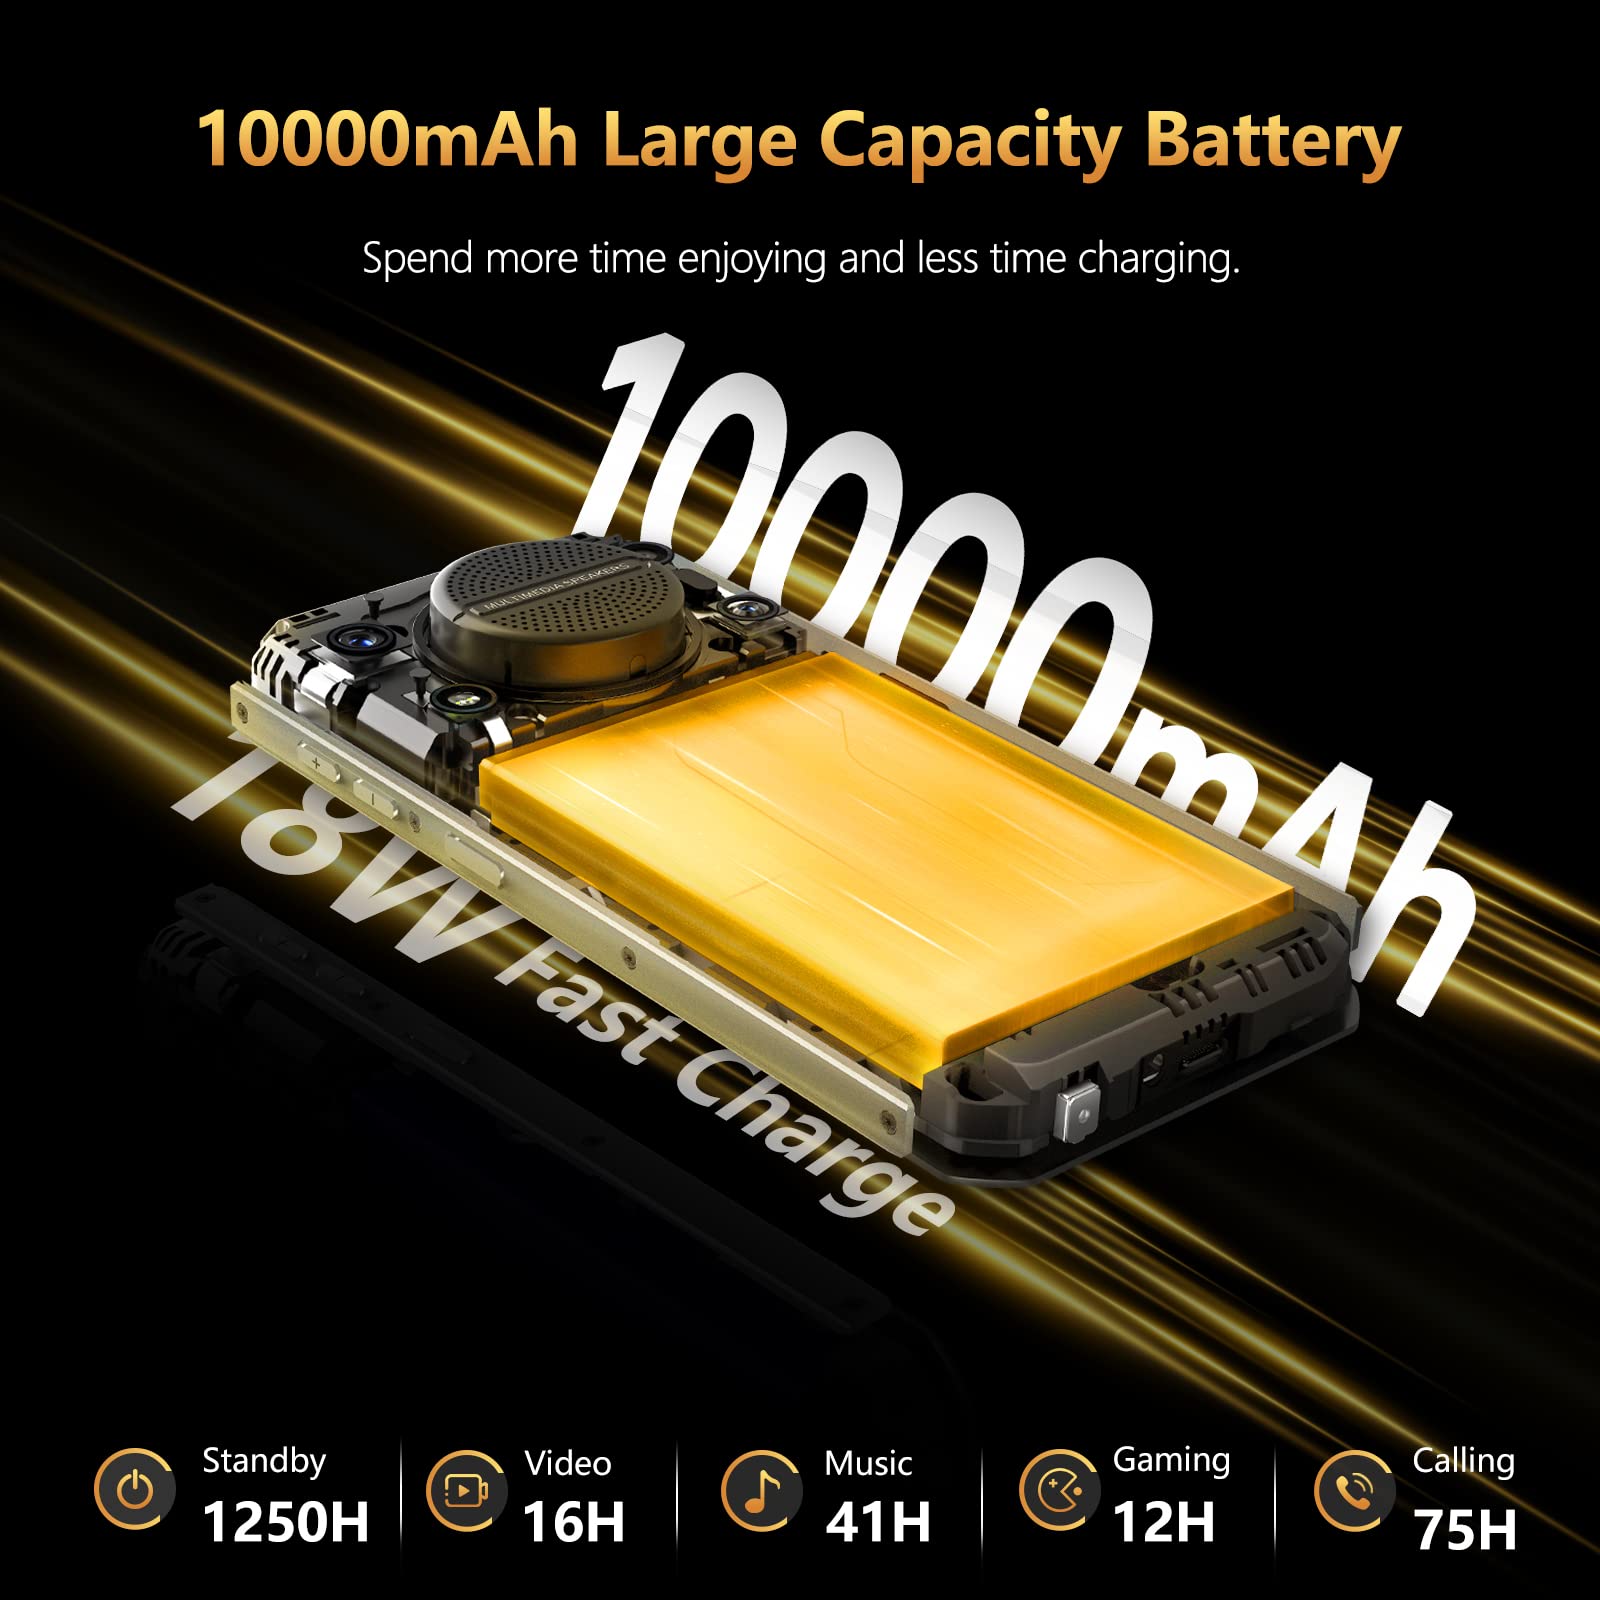 10000mAh Large Capacity Battery
Spend more time enjoying and less time charging.
10000mAh
MULTIMEDIA SPEAKERS
18W Fast Charge
Standby
1250H
Video
16H
Music
41H
Gaming
12H
Calling
75H